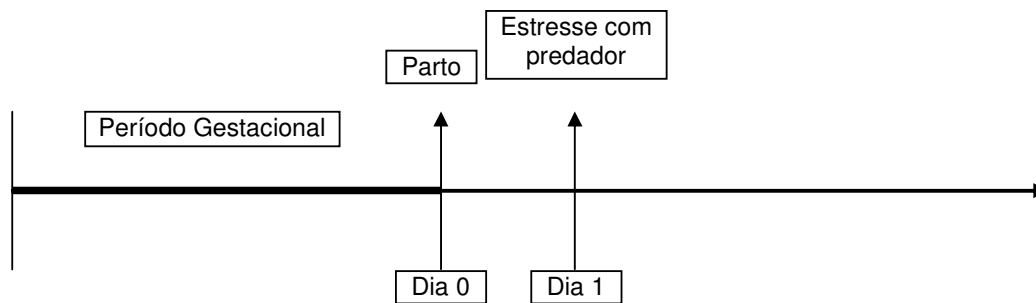 Estresse com
predador
Parto
Período Gestacional
Dia 0
Dia 1